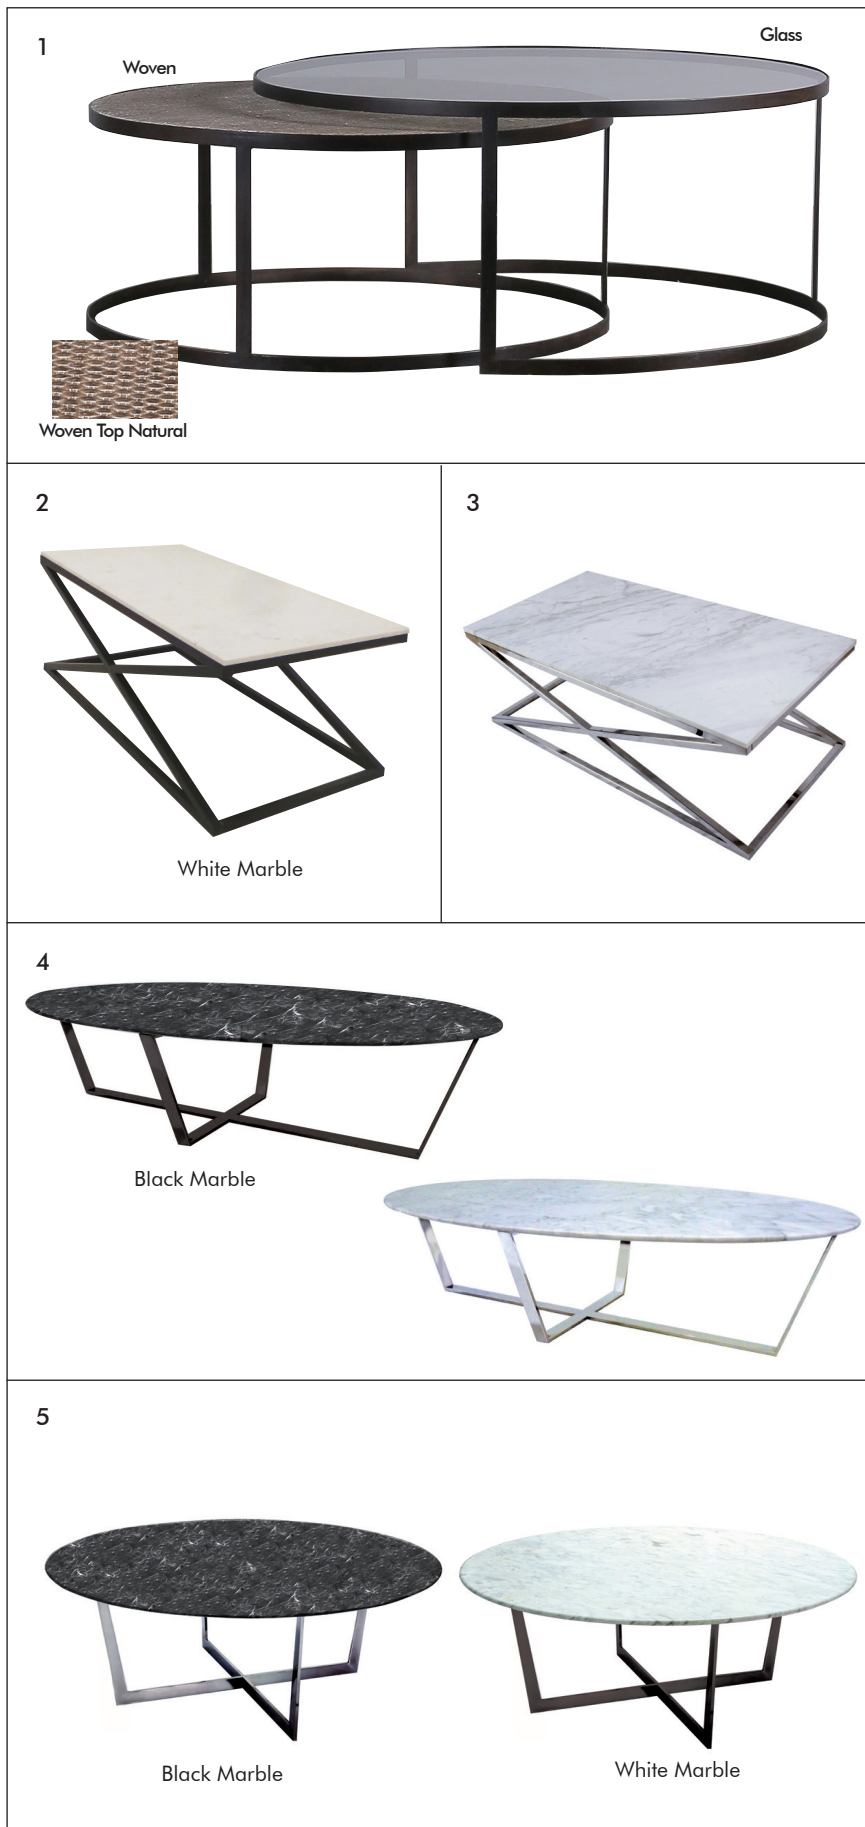 1
Glass
Woven
Woven Top Natural
2
3
White Marble
4
Black Marble
5
Black Marble
White Marble